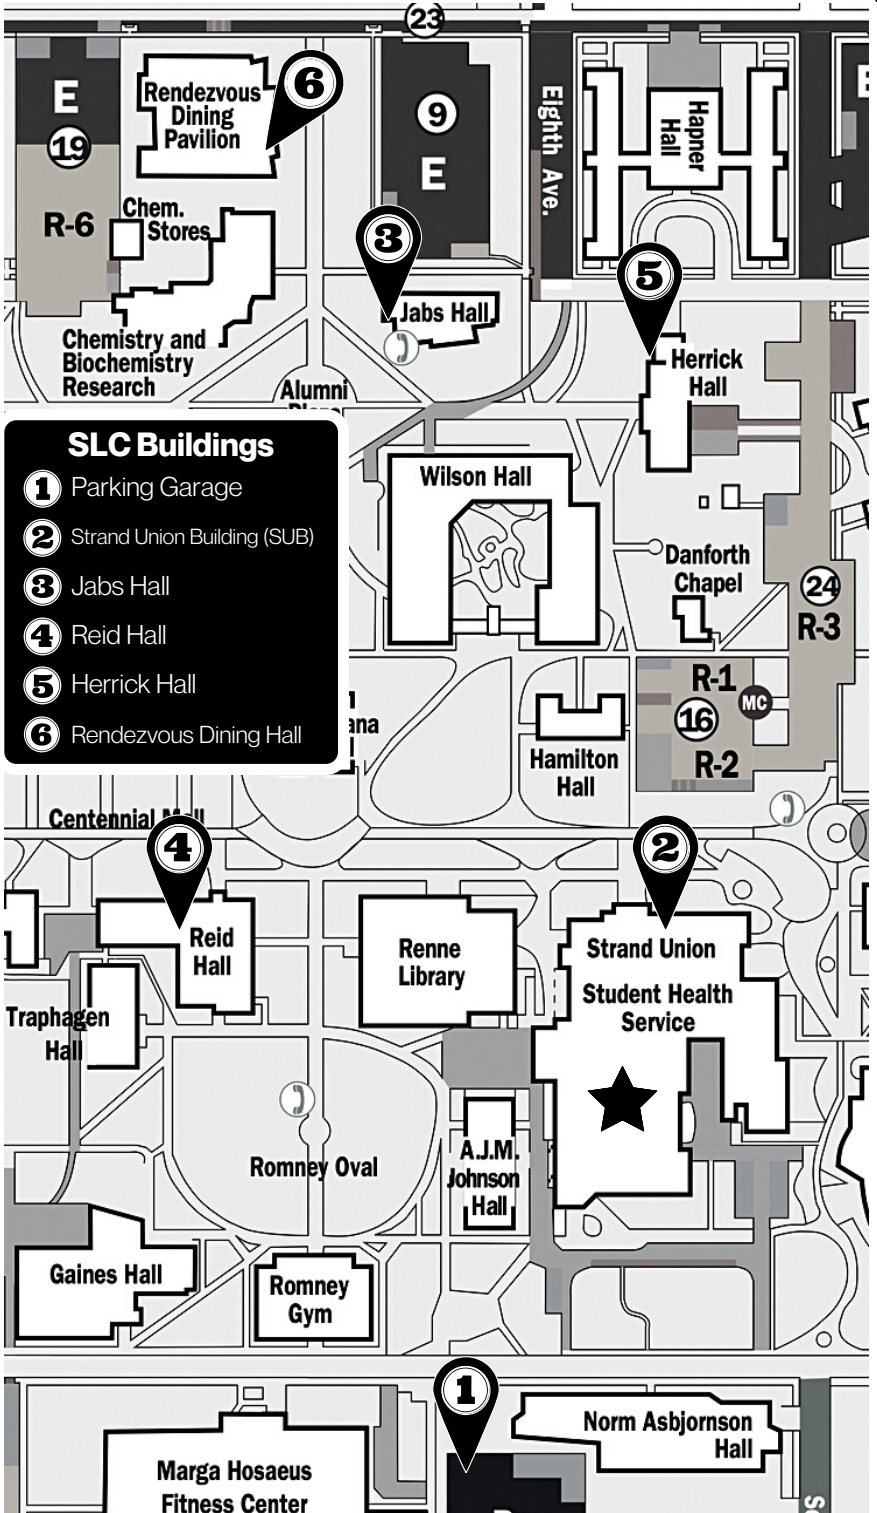 23
E
19
R-6
Rendezvous
Dining
Pavilion
6
9
E
Eighth Ave.
Hapner
Hall
Chem.
Stores
3
5
Jabs Hall
Chemistry and
Biochemistry
Research
Herrick
Hall
Alumni
SLC Buildings
1 Parking Garage
2 Strand Union Building (SUB)
3 Jabs Hall
4 Reid Hall
5 Herrick Hall
6 Rendezvous Dining Hall
Wilson Hall
Danforth
Chapel
24
R-3
R-1
MC
16
R-2
ana
Hamilton
Hall
Centennial Mall
4
2
Reid
Hall
Renne
Library
Strand Union
Student Health
Service
Traphagen
Hall
Romney Oval
A.J.M.
Johnson
Hall
Gaines Hall
Romney
Gym
1
Norm Asbjornson
Hall
Marga Hosaeus
Fitness Center